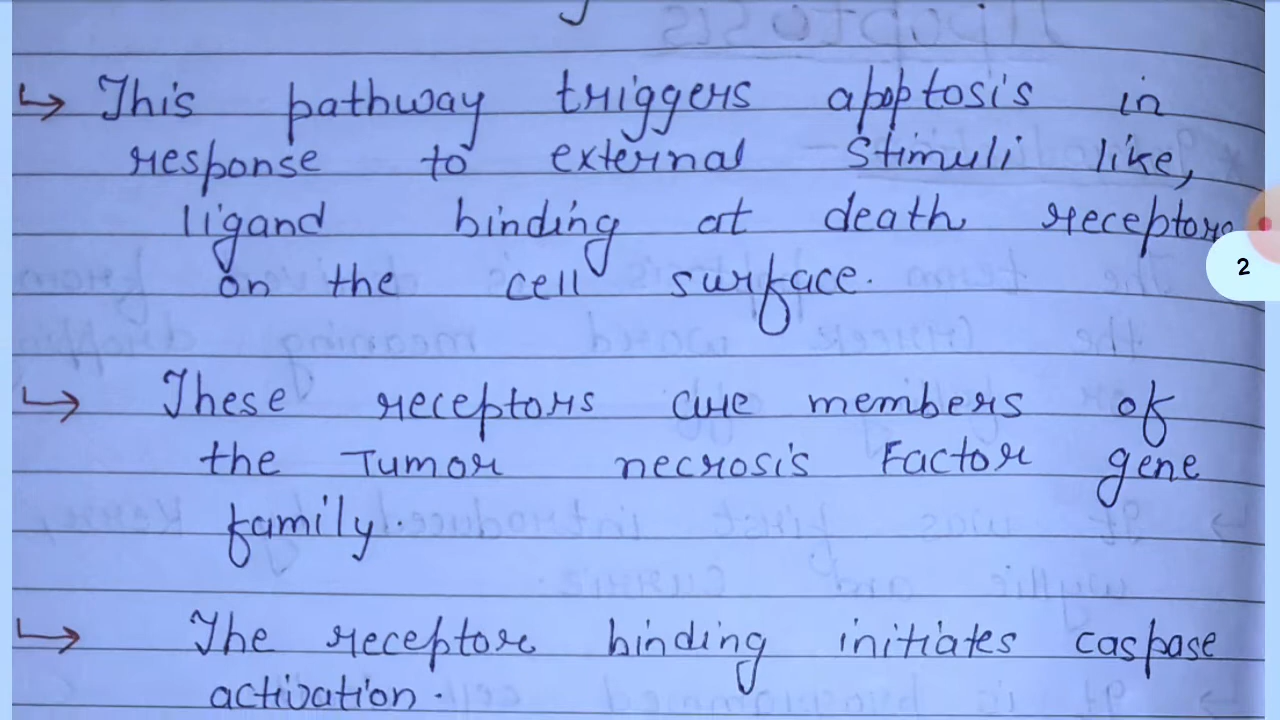 ↳ This pathway triggers apoptosis in
response to external stimuli like,
ligand binding at death receptors
on the cell surface.
↳ These receptors are members of
the Tumor necrosis Factor gene
family.
↳ The receptor binding initiates caspase
activation.
2